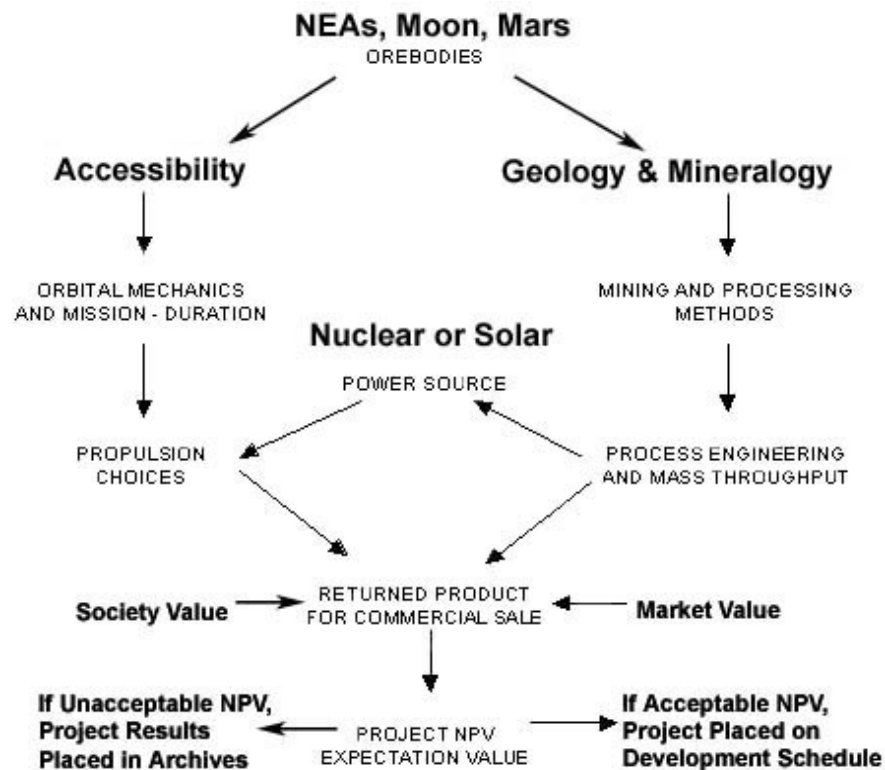 NEAs, Moon, Mars
OREBODIES
Accessibility
Geology & Mineralogy
ORBITAL MECHANICS
AND MISSION - DURATION
MINING AND PROCESSING
METHODS
Nuclear or Solar
POWER SOURCE
PROPULSION
CHOICES
PROCESS ENGINEERING
AND MASS THROUGHPUT
Society Value
RETURNED PRODUCT
FOR COMMERCIAL SALE
Market Value
If Unacceptable NPV,
Project Results
Placed in Archives
PROJECT NPV
EXPECTATION VALUE
If Acceptable NPV,
Project Placed on
Development Schedule